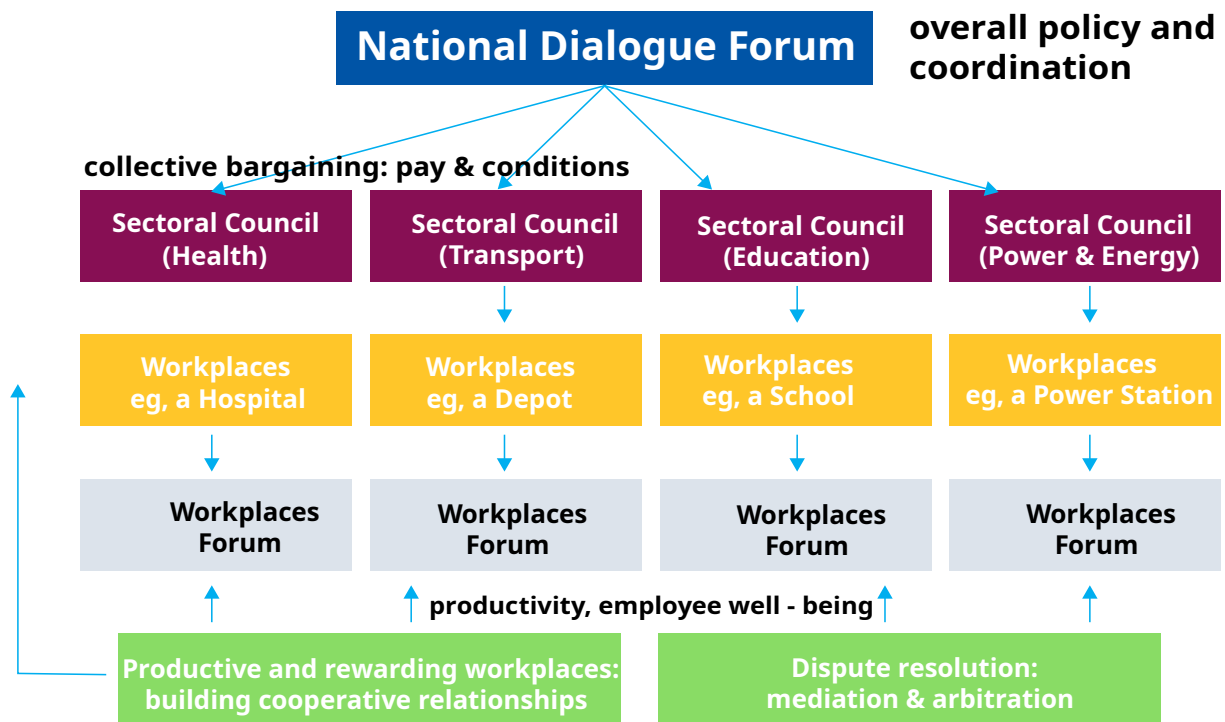 National Dialogue Forum
overall policy and
coordination
collective bargaining: pay & conditions
Sectoral Council
(Health)
Sectoral Council
(Transport)
Sectoral Council
(Education)
Sectoral Council
(Power & Energy)
Workplaces
eg, a Hospital
Workplaces
eg, a Depot
Workplaces
eg, a School
Workplaces
eg, a Power Station
Workplaces
Forum
Workplaces
Forum
Workplaces
Forum
Workplaces
Forum
productivity, employee well - being
Productive and rewarding workplaces:
building cooperative relationships
Dispute resolution:
mediation & arbitration